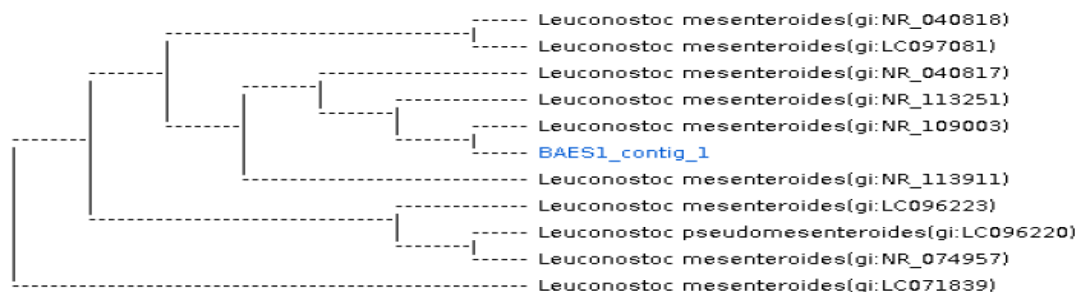 Leuconostoc mesenteroides(gi:NR_040818)
Leuconostoc mesenteroides(gi:LC097081)
Leuconostoc mesenteroides(gi:NR_040817)
Leuconostoc mesenteroides(gi:NR_113251)
Leuconostoc mesenteroides(gi:NR_109003)
BAES1_contig_1
Leuconostoc mesenteroides(gi:NR_113911)
Leuconostoc mesenteroides(gi:LC096223)
Leuconostoc pseudomesenteroides(gi:LC096220)
Leuconostoc mesenteroides(gi:NR_074957)
Leuconostoc mesenteroides(gi:LC071839)